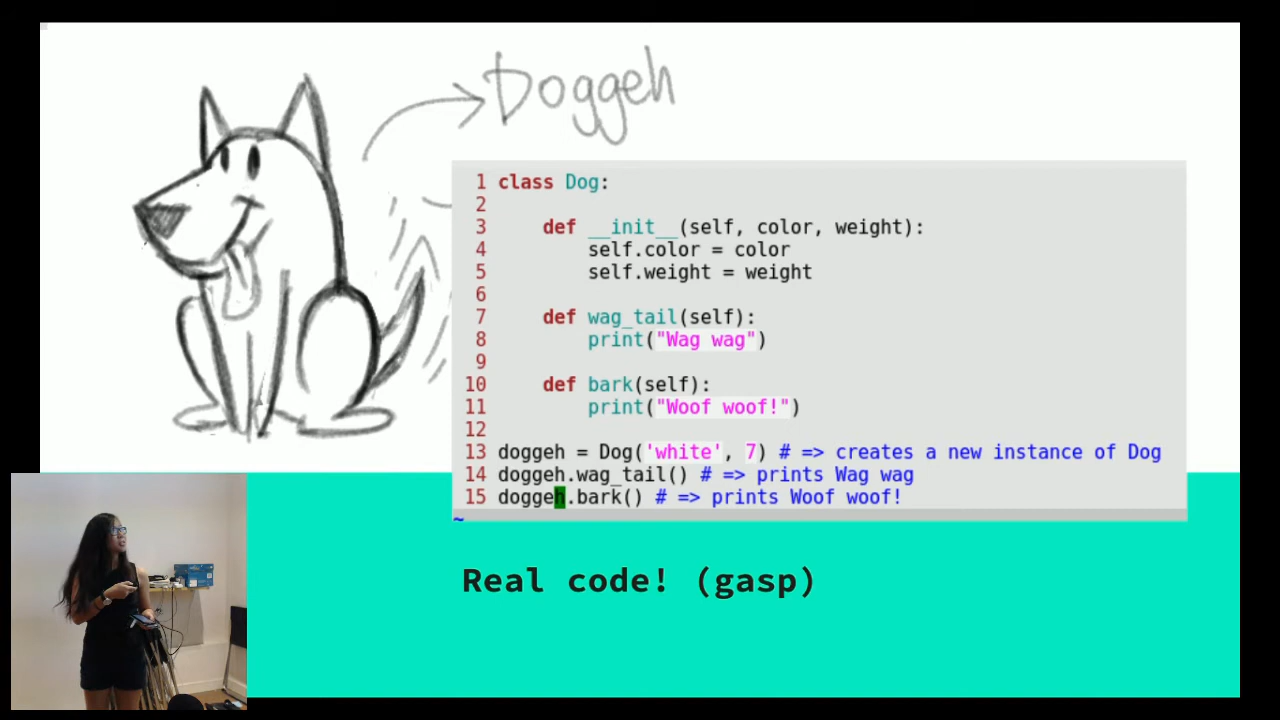 Doggeh
1 class Dog:
2
3     def __init__(self, color, weight):
4         self.color = color
5         self.weight = weight
6
7     def wag_tail(self):
8         print("Wag wag")
9
10     def bark(self):
11         print("Woof woof!")
12
13 doggeh = Dog('white', 7) # => creates a new instance of Dog
14 doggeh.wag_tail() # => prints Wag wag
15 doggeh.bark() # => prints Woof woof!
~
Real code! (gasp)